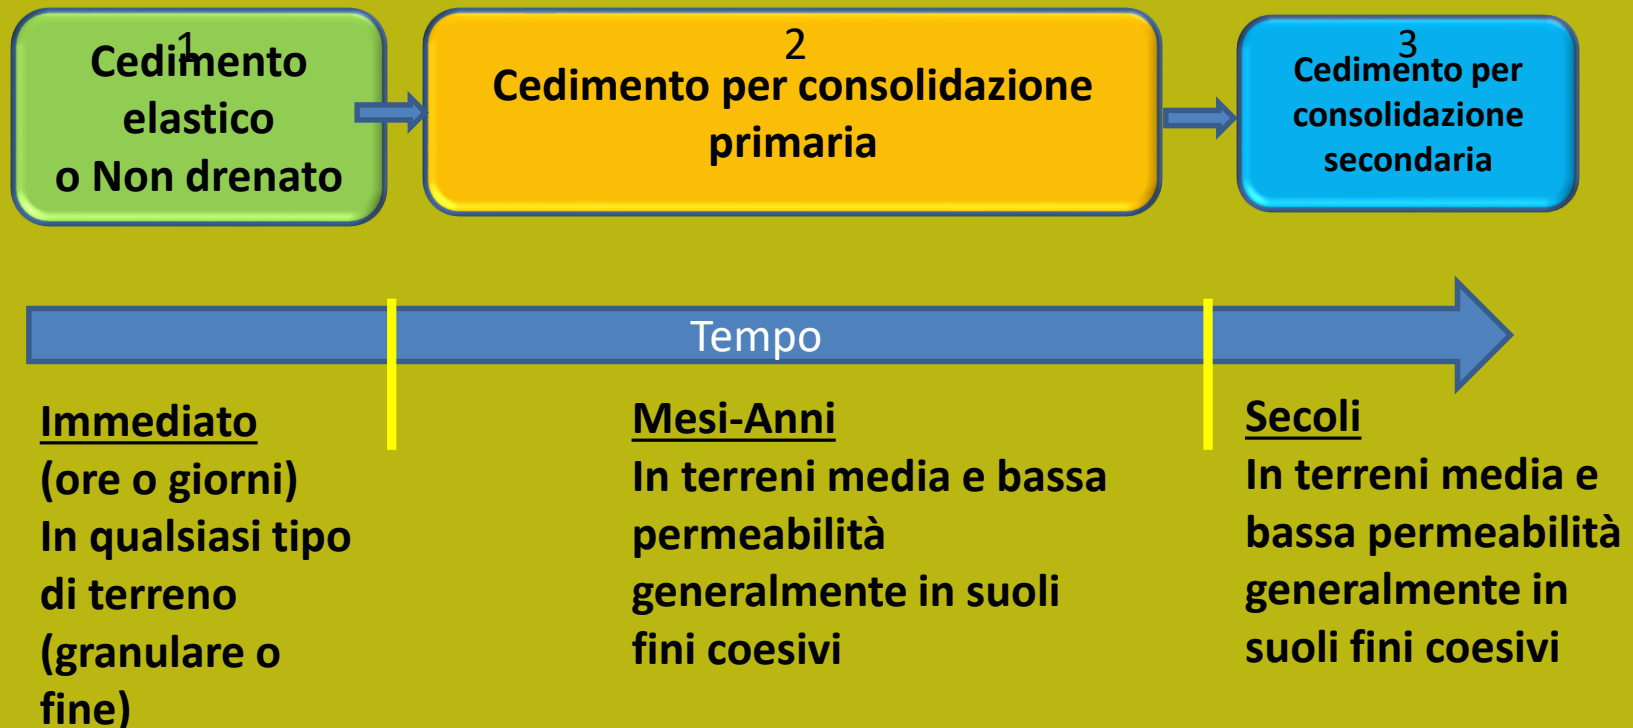 1
Cedimento
elastico
o Non drenato
2
Cedimento per consolidazione
primaria
3
Cedimento per
consolidazione
secondaria
Tempo
Immediato
(ore o giorni)
In qualsiasi tipo
di terreno
(granulare o
fine)
Mesi-Anni
In terreni media e bassa
permeabilità
generalmente in suoli
fini coesivi
Secoli
In terreni media e
bassa permeabilità
generalmente in
suoli fini coesivi